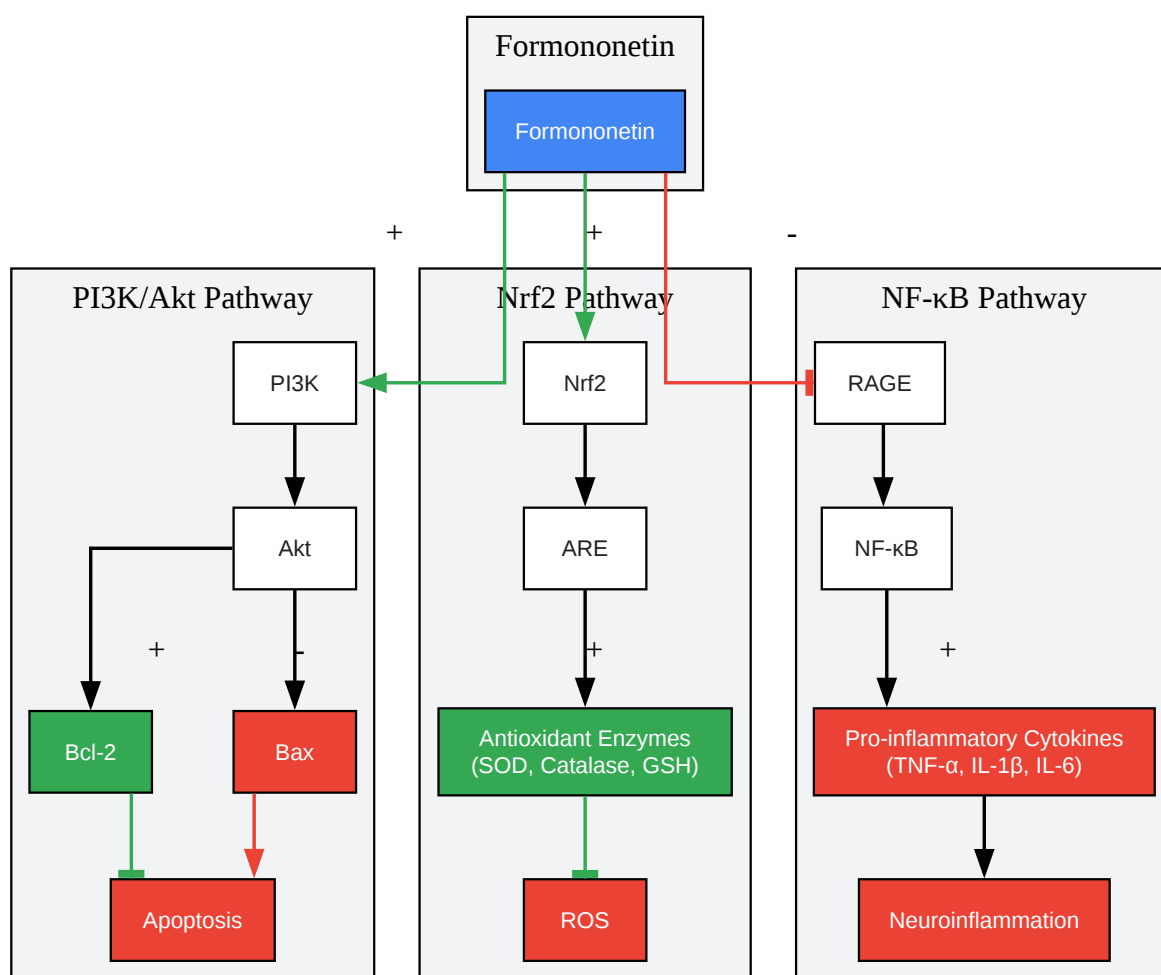 Formononetin
Formononetin
+
+
-
PI3K/Akt Pathway
Nrf2 Pathway
NF-κB Pathway
PI3K
Nrf2
RAGE
Akt
ARE
NF-κB
+
-
+
+
Bcl-2
Bax
Antioxidant Enzymes
(SOD, Catalase, GSH)
Pro-inflammatory Cytokines
(TNF-α, IL-1β, IL-6)
Apoptosis
ROS
Neuroinflammation